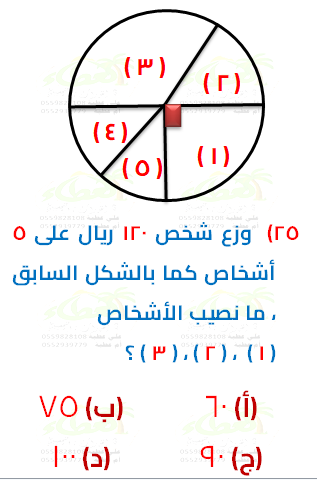 (٣)
(٢)
(٤)
(٥)
(١)
٢٥) وزع شخص ١٢٠ ريال على ٥
أشخاص كما بالشكل السابق
، ما نصيب الأشخاص
(١) ، (٢) ، (٣) ؟
(أ) ٦٠ (ب) ٧٥
(ج) ٩٠ (د) ١٠٠